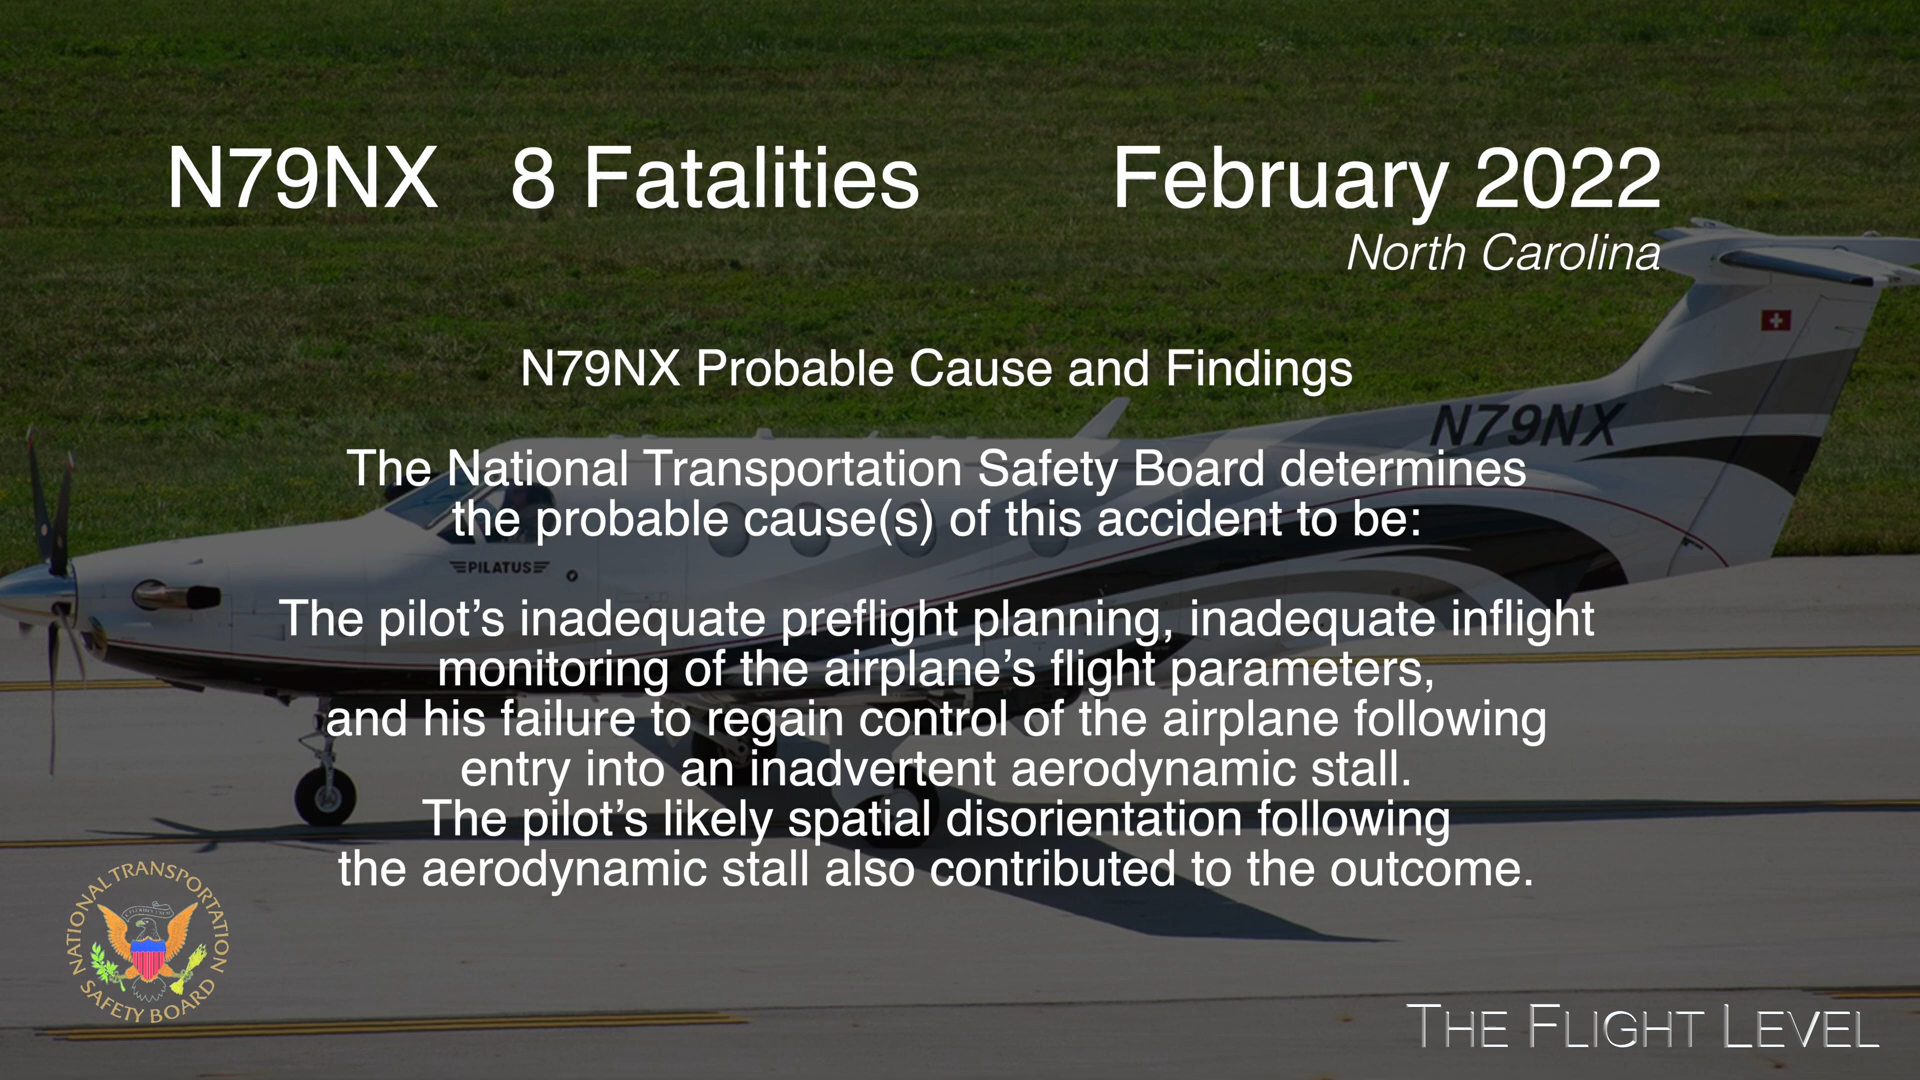 N79NX 8 Fatalities February 2022
North Carolina
N79NX Probable Cause and Findings
N79NX
The National Transportation Safety Board determines
the probable cause(s) of this accident to be:
PILATUS
The pilot’s inadequate preflight planning, inadequate inflight
monitoring of the airplane’s flight parameters,
and his failure to regain control of the airplane following
entry into an inadvertent aerodynamic stall.
The pilot’s likely spatial disorientation following
the aerodynamic stall also contributed to the outcome.
NATIONAL TRANSPORTATION
SAFETY BOARD
THE FLIGHT LEVEL